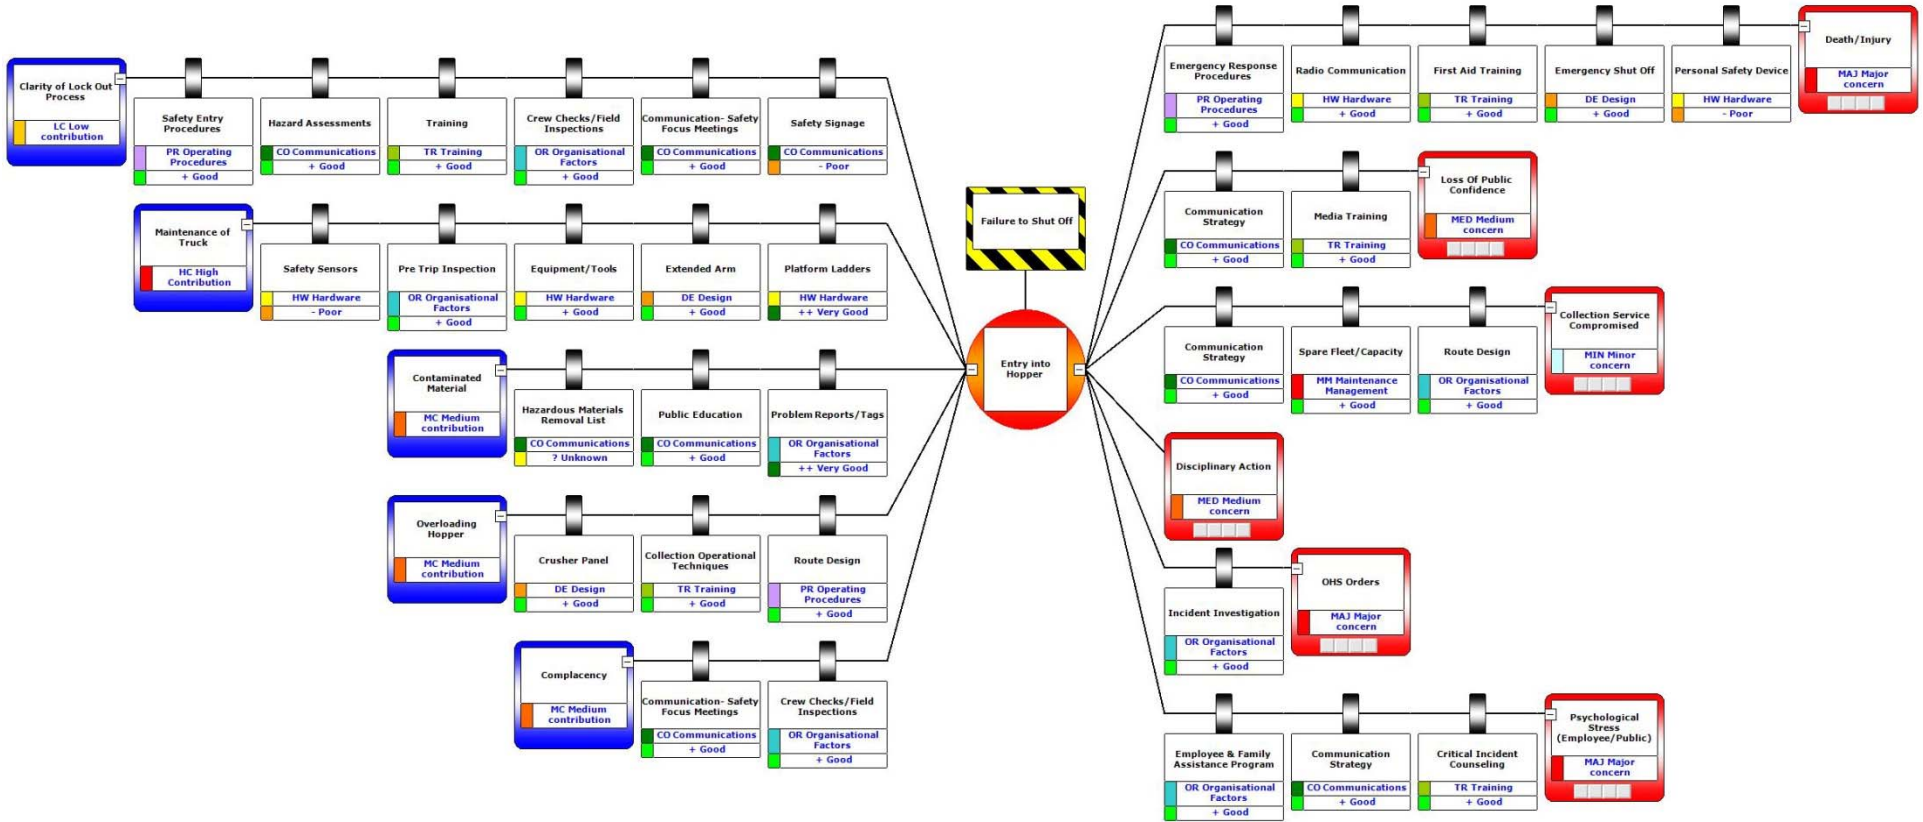 Clarity of Lock Out
Process
LC Low
contribution
Safety Entry
Procedures
PR Operating
Procedures
+ Good
Hazard Assessments
CO Communications
+ Good
Training
TR Training
+ Good
Crew Checks/Field
Inspections
OR Organisational
Factors
+ Good
Communication- Safety
Focus Meetings
CO Communications
+ Good
Safety Signage
CO Communications
- Poor
Maintenance of
Truck
HC High
Contribution
Safety Sensors
HW Hardware
- Poor
Pre Trip Inspection
OR Organisational
Factors
+ Good
Equipment/Tools
HW Hardware
+ Good
Extended Arm
DE Design
+ Good
Platform Ladders
HW Hardware
++ Very Good
Contaminated
Material
MC Medium
contribution
Hazardous Materials
Removal List
CO Communications
? Unknown
Public Education
CO Communications
+ Good
Problem Reports/Tags
OR Organisational
Factors
++ Very Good
Overloading
Hopper
MC Medium
contribution
Crusher Panel
DE Design
+ Good
Collection Operational
Techniques
TR Training
+ Good
Route Design
PR Operating
Procedures
+ Good
Complacency
MC Medium
contribution
Communication- Safety
Focus Meetings
CO Communications
+ Good
Crew Checks/Field
Inspections
OR Organisational
Factors
+ Good
Failure to Shut Off
Entry into
Hopper
Emergency Response
Procedures
PR Operating
Procedures
+ Good
Radio Communication
HW Hardware
+ Good
First Aid Training
TR Training
+ Good
Emergency Shut Off
DE Design
+ Good
Personal Safety Device
HW Hardware
- Poor
Death/Injury
MAJ Major
concern
Communication
Strategy
CO Communications
+ Good
Media Training
TR Training
+ Good
Loss Of Public
Confidence
MED Medium
concern
Communication
Strategy
CO Communications
+ Good
Spare Fleet/Capacity
MM Maintenance
Management
+ Good
Route Design
OR Organisational
Factors
+ Good
Collection Service
Compromised
MIN Minor
concern
Disciplinary Action
MED Medium
concern
Incident Investigation
OR Organisational
Factors
+ Good
OHS Orders
MAJ Major
concern
Employee & Family
Assistance Program
OR Organisational
Factors
+ Good
Communication
Strategy
CO Communications
+ Good
Critical Incident
Counseling
TR Training
+ Good
Psychological
Stress
(Employee/Public)
MAJ Major
concern